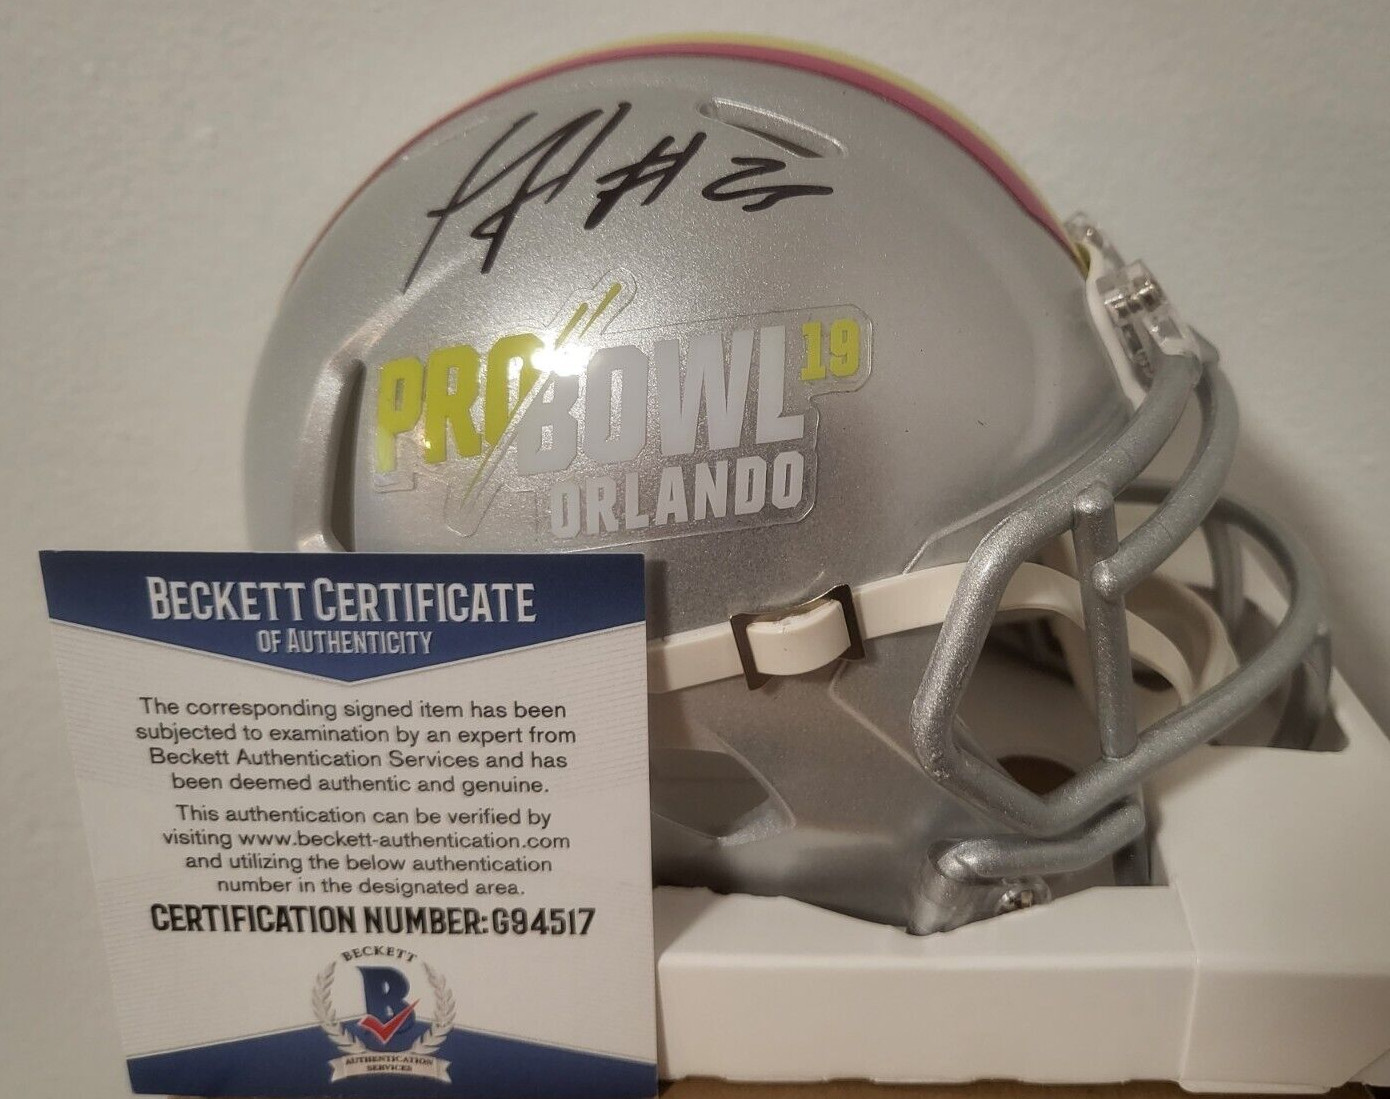 #2
PRO BOWL 19
ORLANDO
BECKETT CERTIFICATE
OF AUTHENTICITY
The corresponding signed item has been
subjected to examination by an expert from
Beckett Authentication Services and has
been deemed authentic and genuine.
This authentication can be verified by
visiting www.beckett-authentication.com
and utilizing the below authentication
number in the designated area.
CERTIFICATION NUMBER:G94517
BECKETT
B
AUTHENTICATION
SERVICES